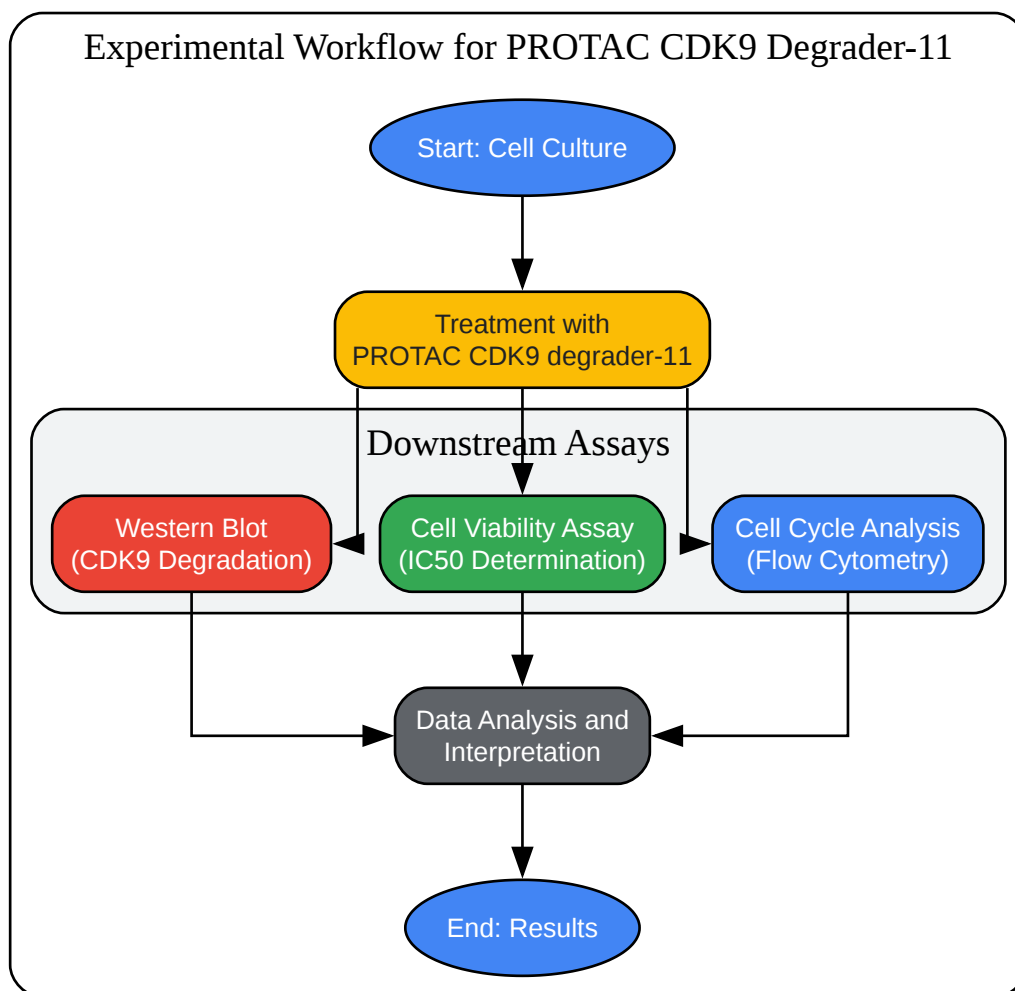 Experimental Workflow for PROTAC CDK9 Degrader-11
Start: Cell Culture
Treatment with
PROTAC CDK9 degrader-11
Downstream Assays
Western Blot
(CDK9 Degradation)
Cell Viability Assay
(IC50 Determination)
Cell Cycle Analysis
(Flow Cytometry)
Data Analysis and
Interpretation
End: Results